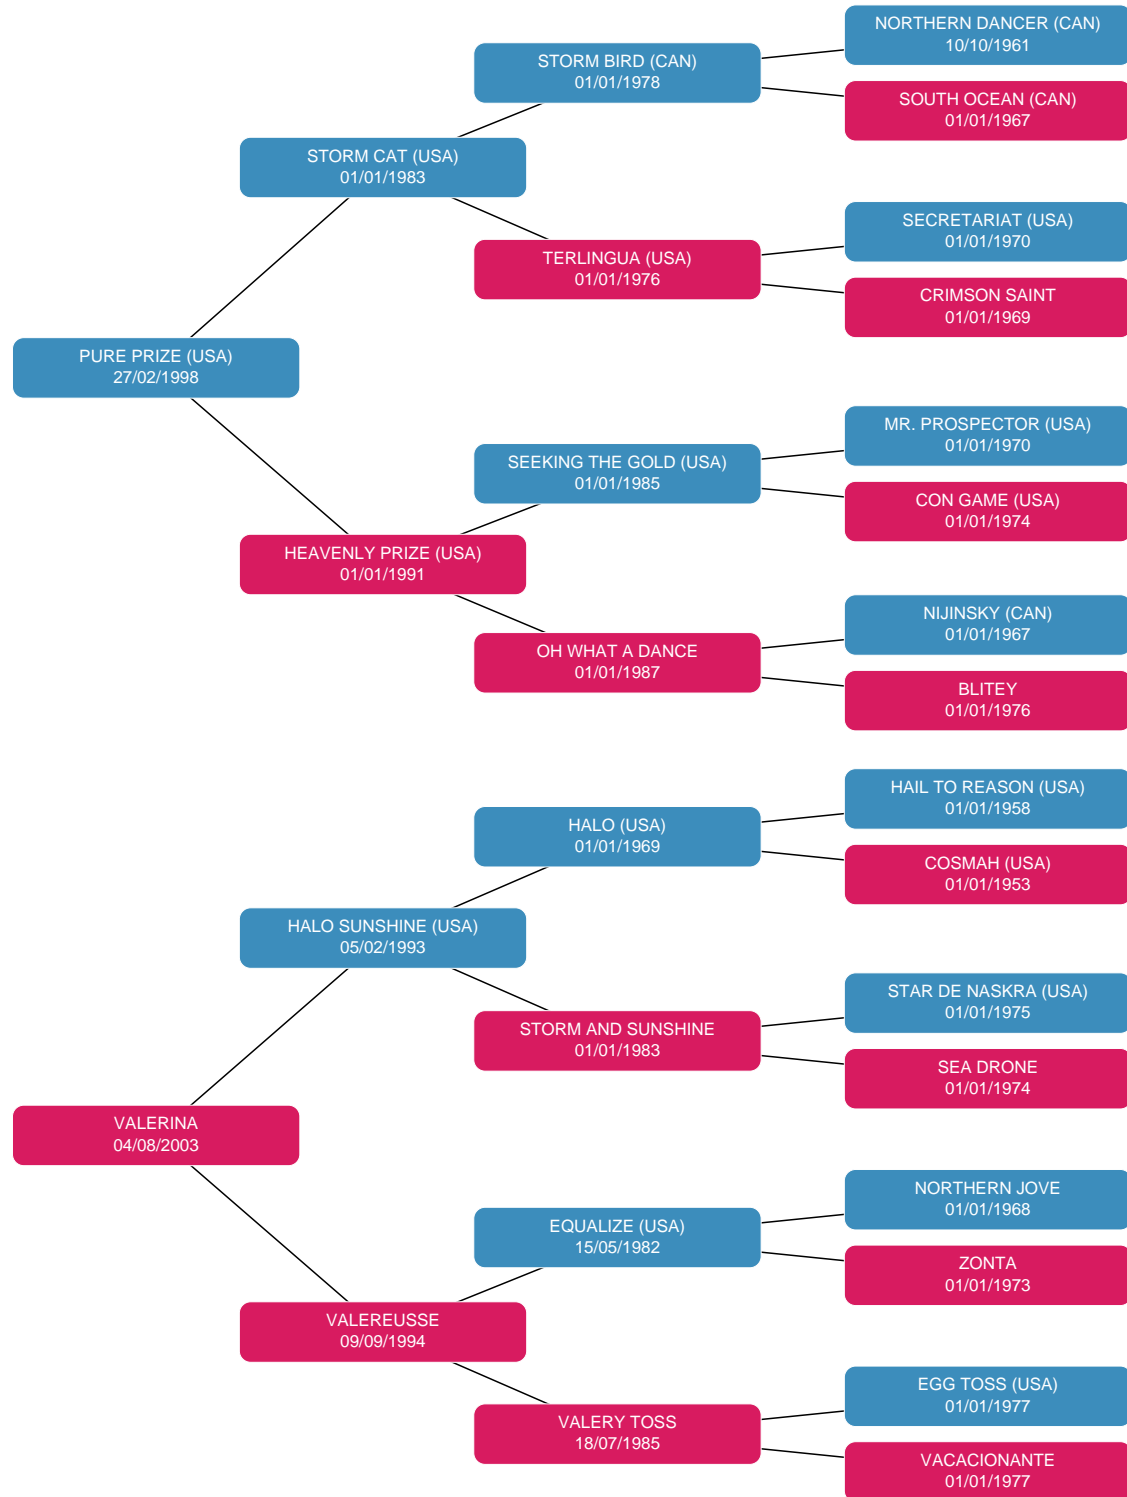 NORTHERN DANCER (CAN)
10/10/1961
STORM BIRD (CAN)
01/01/1978
SOUTH OCEAN (CAN)
01/01/1967
STORM CAT (USA)
01/01/1983
SECRETARIAT (USA)
01/01/1970
TERLINGUA (USA)
01/01/1976
CRIMSON SAINT
01/01/1969
PURE PRIZE (USA)
27/02/1998
MR. PROSPECTOR (USA)
01/01/1970
SEEKING THE GOLD (USA)
01/01/1985
CON GAME (USA)
01/01/1974
HEAVENLY PRIZE (USA)
01/01/1991
NIJINSKY (CAN)
01/01/1967
OH WHAT A DANCE
01/01/1987
BLITEY
01/01/1976
HAIL TO REASON (USA)
01/01/1958
HALO (USA)
01/01/1969
COSMAH (USA)
01/01/1953
HALO SUNSHINE (USA)
05/02/1993
STAR DE NASKRA (USA)
01/01/1975
STORM AND SUNSHINE
01/01/1983
SEA DRONE
01/01/1974
VALERINA
04/08/2003
NORTHERN JOVE
01/01/1968
EQUALIZE (USA)
15/05/1982
ZONTA
01/01/1973
VALEREUSSE
09/09/1994
EGG TOSS (USA)
01/01/1977
VALERY TOSS
18/07/1985
VACACIONANTE
01/01/1977